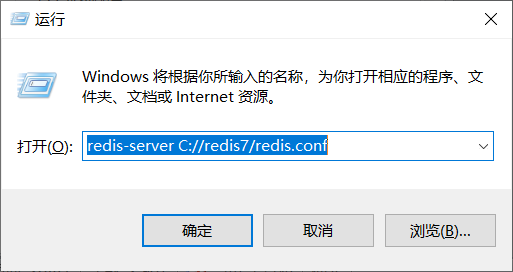 运行
Windows 将根据你所输入的名称，为你打开相应的程序、文
件夹、文档或 Internet 资源。
打开(O): redis-server C://redis7/redis.conf
确定 取消 浏览(B)...